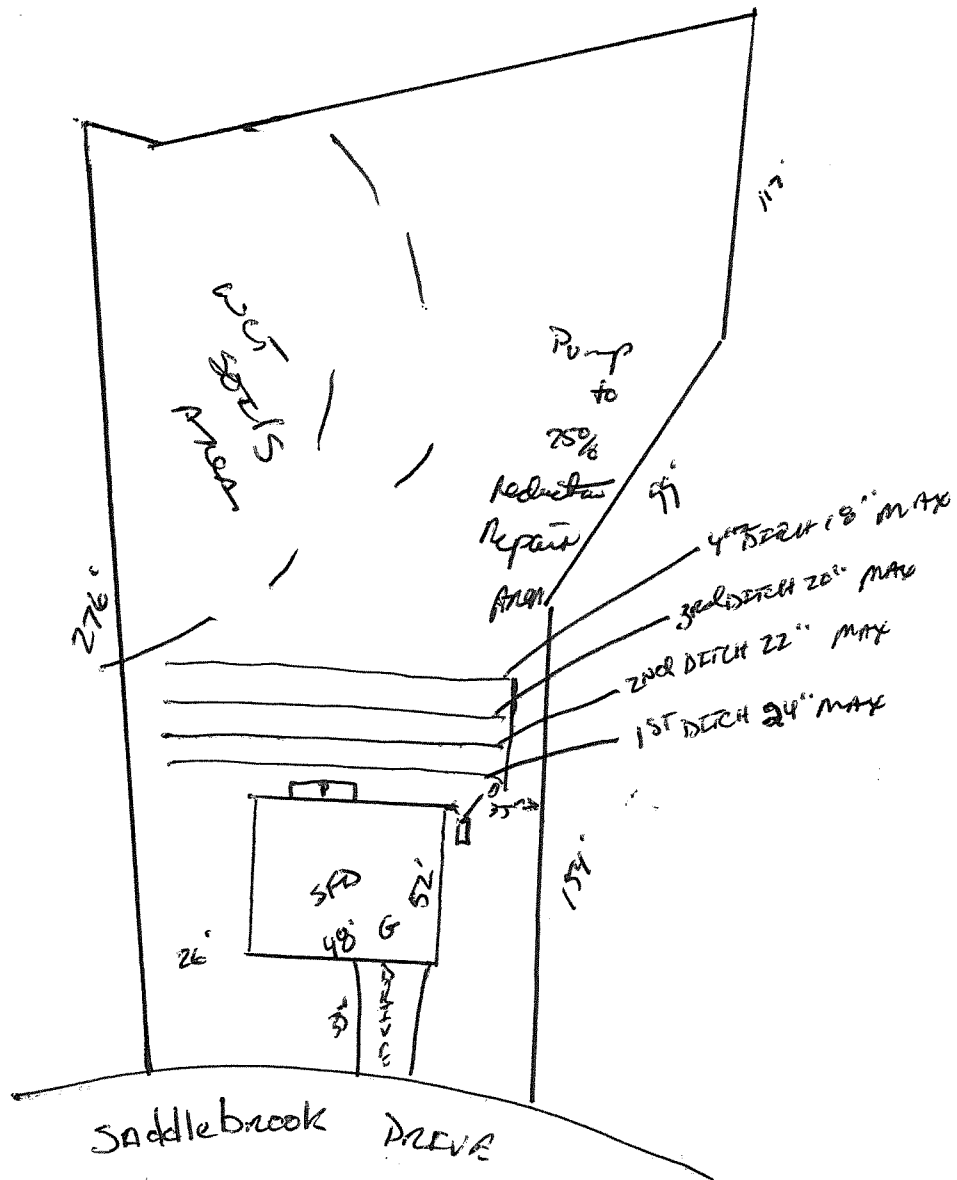 117'
WET
SOILS
AREA
Pump
to
25%
Reduction
Repair
Area
99'
4TH DITCH 18" MAX
3rd DITCH 20" MAX
2nd DITCH 22" MAX
1ST DITCH 24" MAX
276'
P
D
SFD
52'
48'
G
26'
154'
DRIVE
Saddlebrook DRIVE